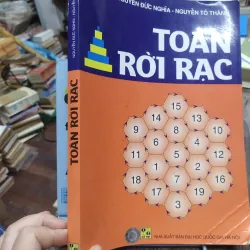 NGUYỄN ĐỨC NGHĨA - NGUYỄN TÔ THÀNH
TOÁN
RỜI RẠC
15
14 13
9 8 10
6 4
11 5 12
1 2
18 7 16
17 19
3
NHÀ XUẤT BẢN ĐẠI HỌC QUỐC GIA HÀ NỘI
TOÁN RỜI RẠC